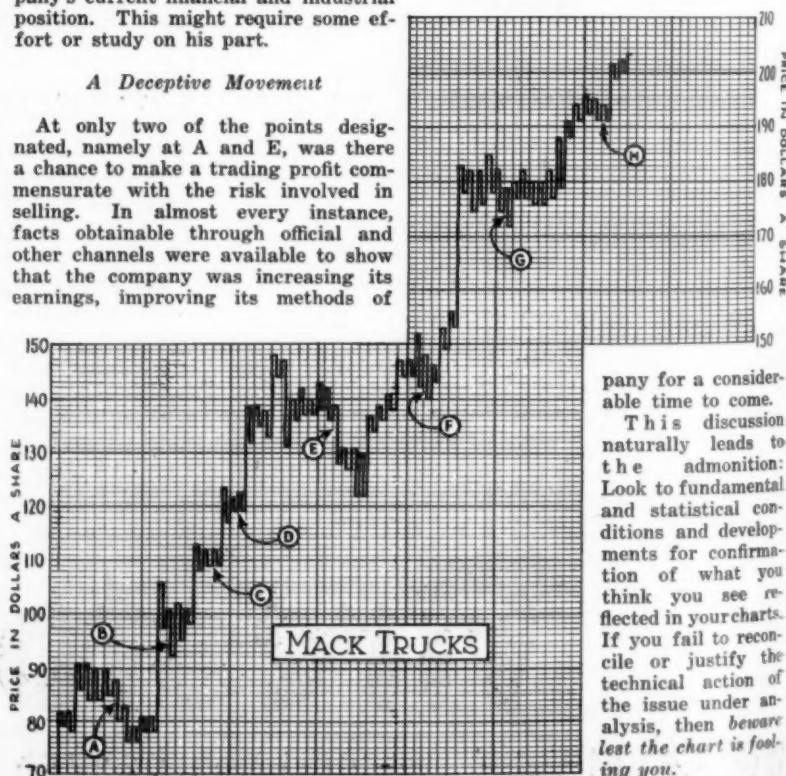 pany's current financial and industrial
position. This might require some ef-
fort or study on his part.
A Deceptive Movement
At only two of the points desig-
nated, namely at A and E, was there
a chance to make a trading profit com-
mensurate with the risk involved in
selling. In almost every instance,
facts obtainable through official and
other channels were available to show
that the company was increasing its
earnings, improving its methods of
210
200
190
180
170
160
150
PRICE IN DOLLARS A SHARE
H
G
150
140
130
120
110
100
90
80
70
PRICE IN DOLLARS A SHARE
F
E
D
C
B
A
MACK TRUCKS
pany for a consider-
able time to come.
This discussion
naturally leads to
the admonition:
Look to fundamental
and statistical con-
ditions and develop-
ments for confirma-
tion of what you
think you see re-
flected in your charts.
If you fail to recon-
cile or justify the
technical action of
the issue under an-
alysis, then beware
lest the chart is fool-
ing you.